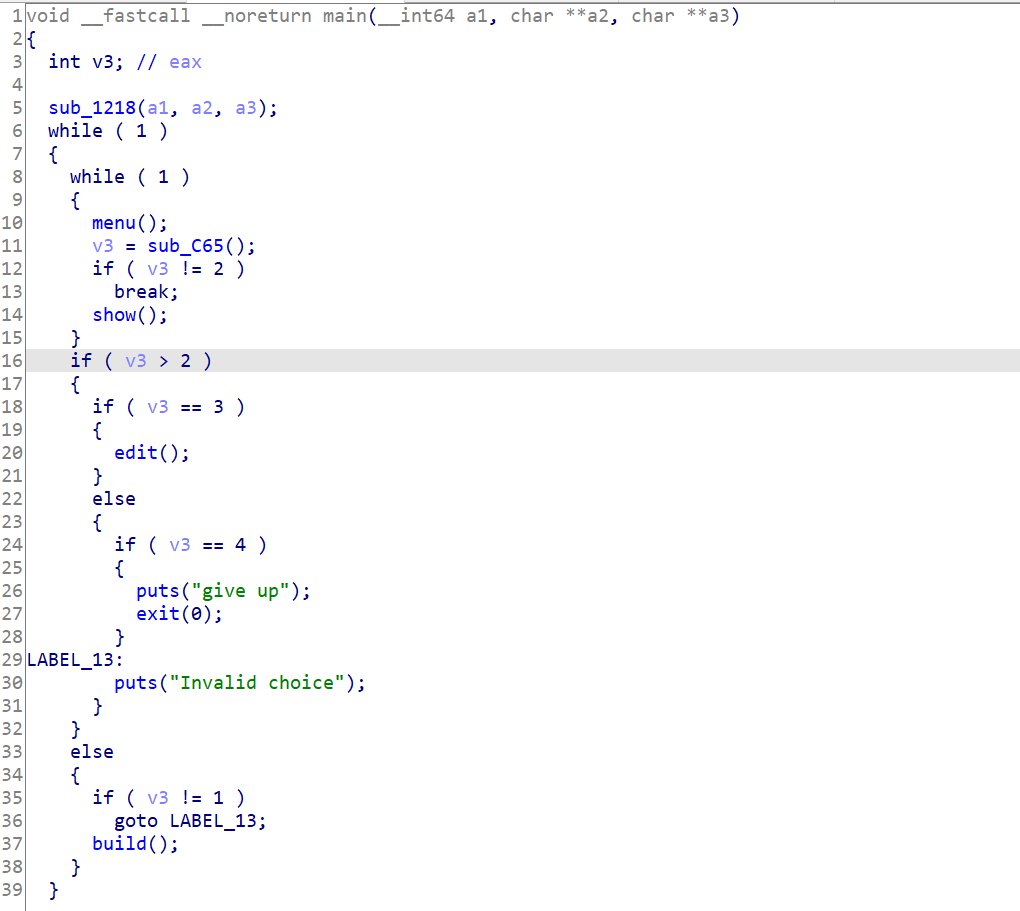 1 void __fastcall __noreturn main(__int64 a1, char **a2, char **a3)
2 {
3   int v3; // eax
4
5   sub_1218(a1, a2, a3);
6   while ( 1 )
7   {
8     while ( 1 )
9     {
10       menu();
11       v3 = sub_C65();
12       if ( v3 != 2 )
13         break;
14       show();
15     }
16     if ( v3 > 2 )
17     {
18       if ( v3 == 3 )
19       {
20         edit();
21       }
22       else
23       {
24         if ( v3 == 4 )
25         {
26           puts("give up");
27           exit(0);
28         }
29 LABEL_13:
30         puts("Invalid choice");
31       }
32     }
33     else
34     {
35       if ( v3 != 1 )
36         goto LABEL_13;
37       build();
38     }
39   }